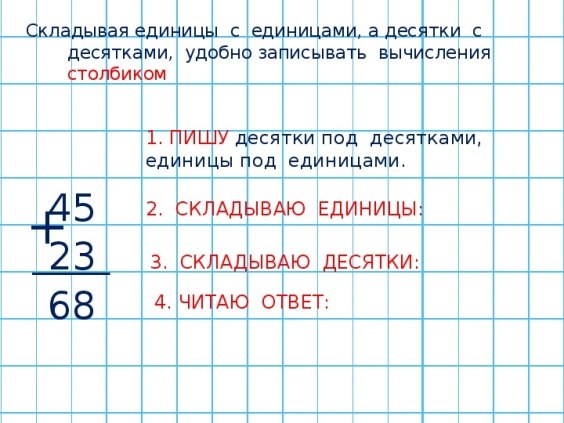 Складывая единицы с единицами, а десятки с
десятками, удобно записывать вычисления
столбиком
1. ПИШУ десятки под десятками,
единицы под единицами.
45
+
23
68
2. СКЛАДЫВАЮ ЕДИНИЦЫ:
3. СКЛАДЫВАЮ ДЕСЯТКИ:
4. ЧИТАЮ ОТВЕТ: